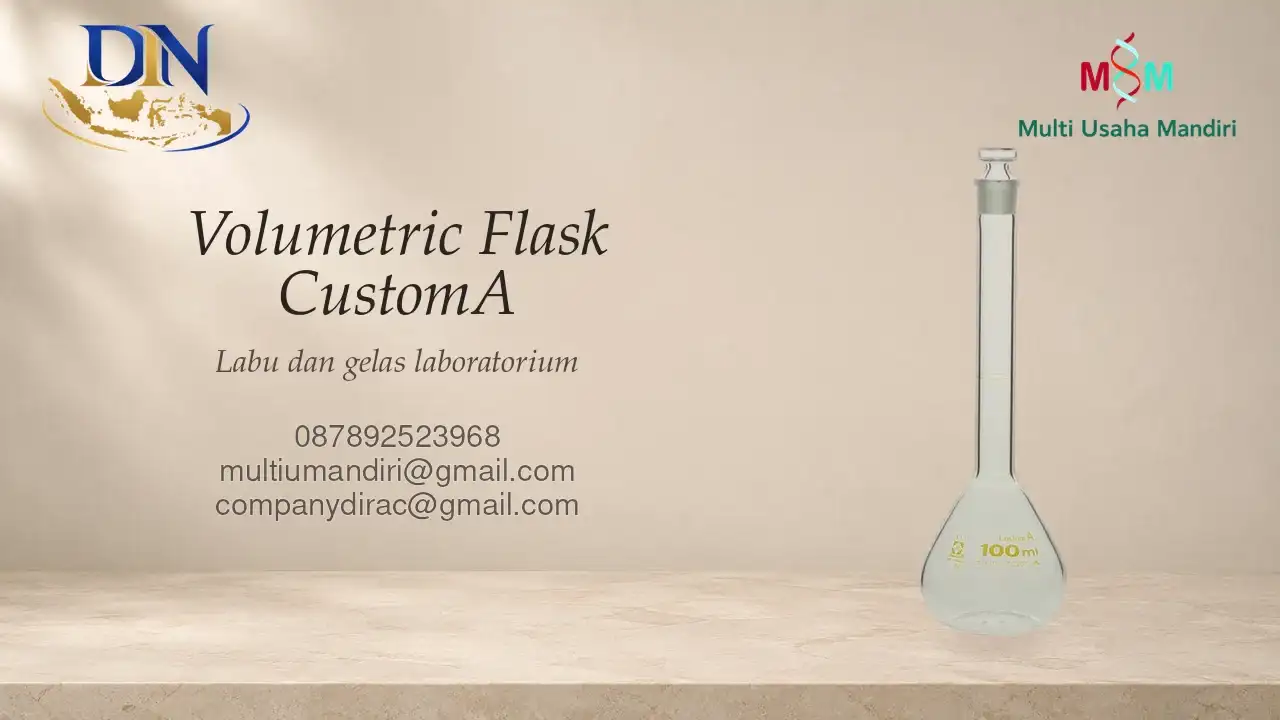 DN
M M
Multi Usaha Mandiri
Volumetric Flask
CustomA
Labu dan gelas laboratorium
087892523968
multiumandiri@gmail.com
companydirac@gmail.com
100ml